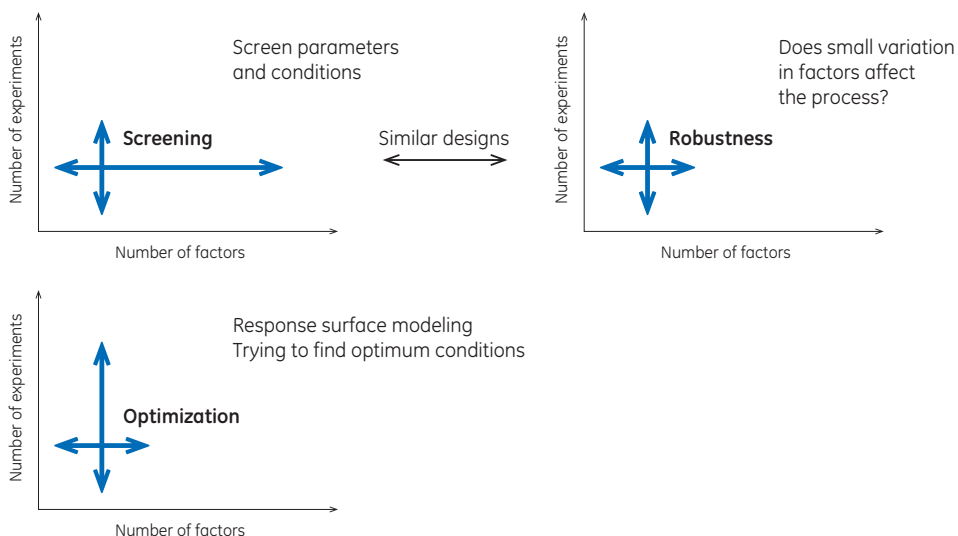 Number of experiments
Screen parameters
and conditions
Screening
Number of factors
Similar designs
Number of experiments
Does small variation
in factors affect
the process?
Robustness
Number of factors
Number of experiments
Response surface modeling
Trying to find optimum conditions
Optimization
Number of factors